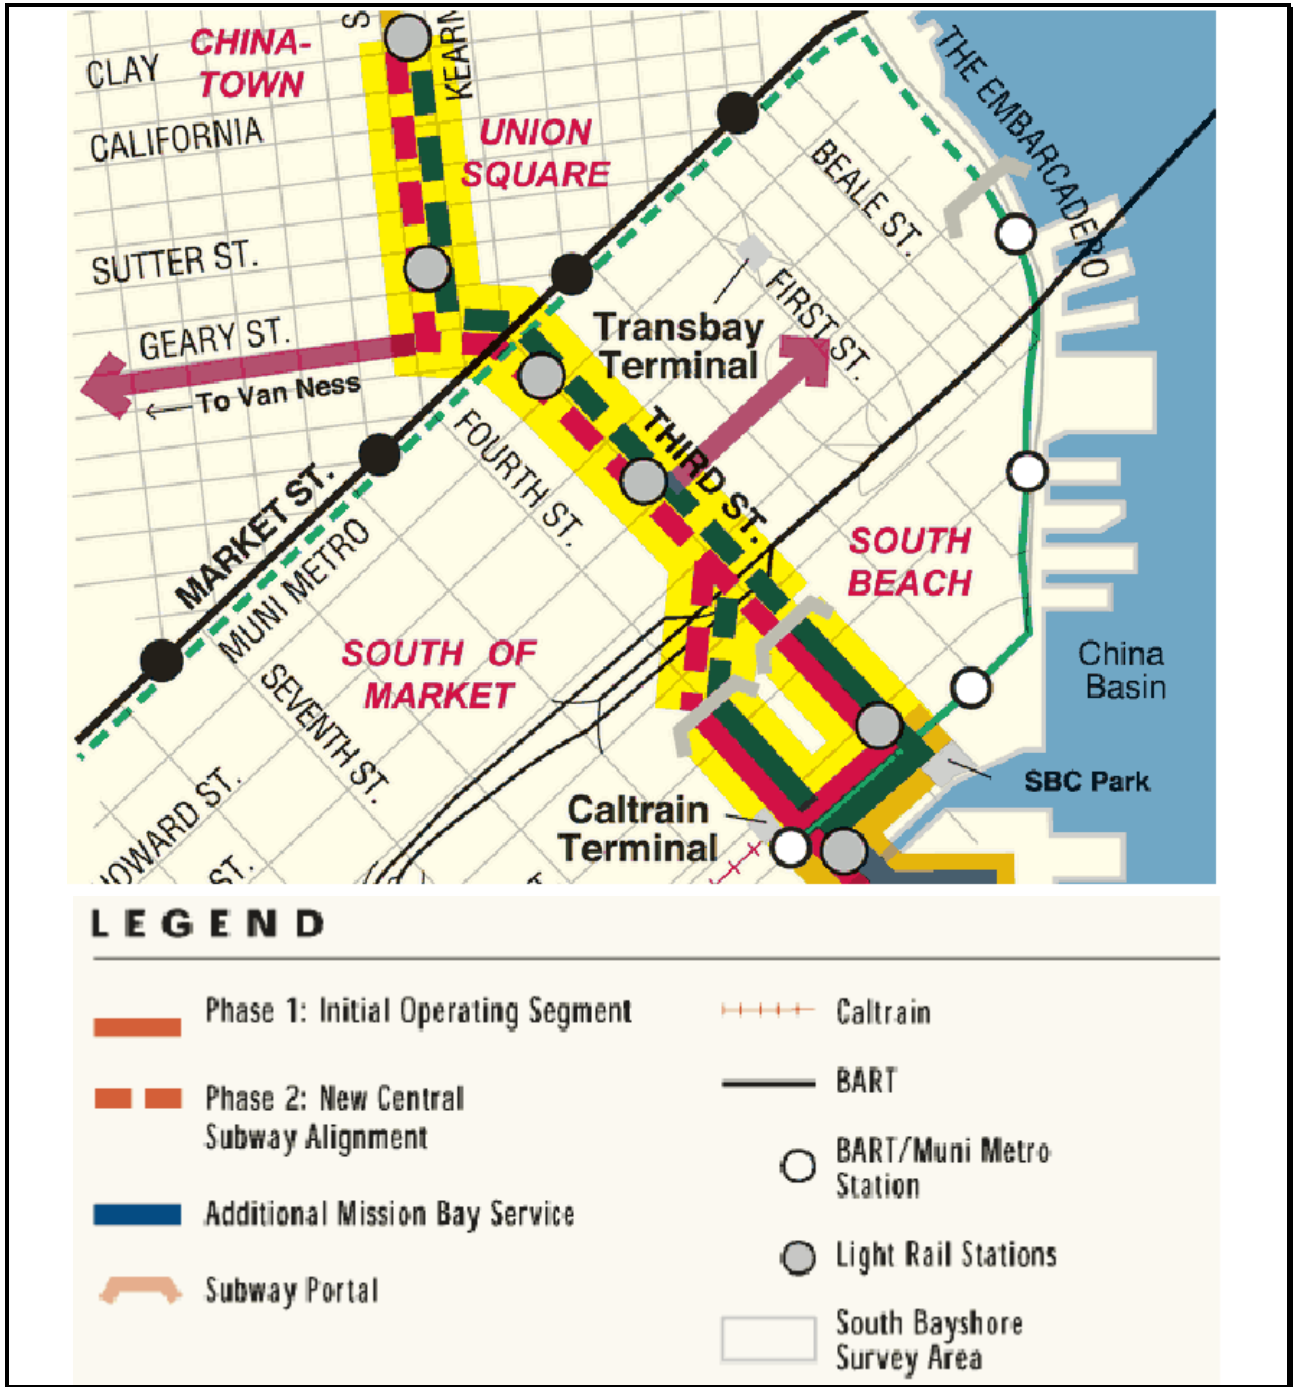 S
KEARN
CHINA-
TOWN
CLAY
CALIFORNIA
UNION
SQUARE
THE EMBARCADERO
BEALE ST.
SUTTER ST.
FIRST ST.
GEARY ST.
Transbay
Terminal
To Van Ness
THIRD ST.
FOURTH ST.
MARKET ST.
MUNI METRO
SOUTH
BEACH
SOUTH OF
MARKET
China
Basin
SEVENTH ST.
SBC Park
HOWARD ST.
Caltrain
Terminal
ST.
LEGEND
Phase 1: Initial Operating Segment
Phase 2: New Central
Subway Alignment
Additional Mission Bay Service
Subway Portal
Caltrain
BART
BART/Muni Metro
Station
Light Rail Stations
South Bayshore
Survey Area